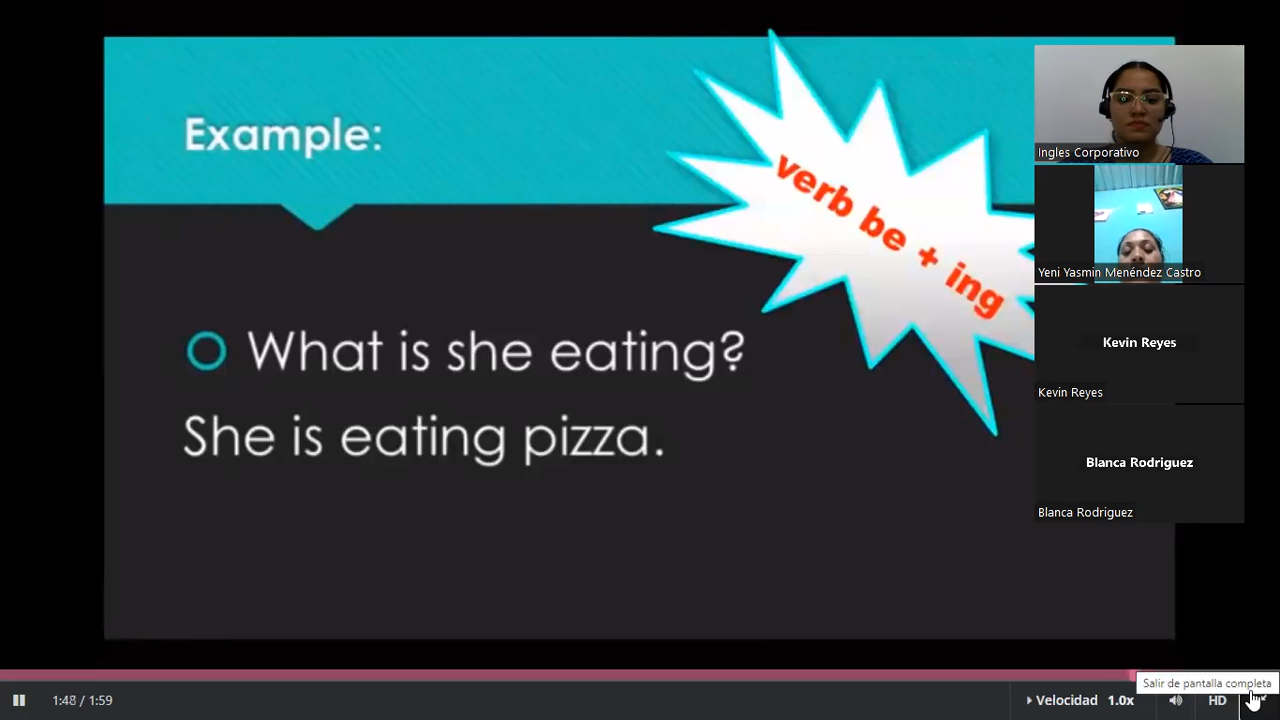 Example:
verb be + ing
What is she eating?
She is eating pizza.
Ingles Corporativo
Yeni Yasmin Menéndez Castro
Kevin Reyes
Kevin Reyes
Blanca Rodriguez
Blanca Rodriguez
Salir de pantalla completa
1:48 / 1:59
Velocidad 1.0x
HD